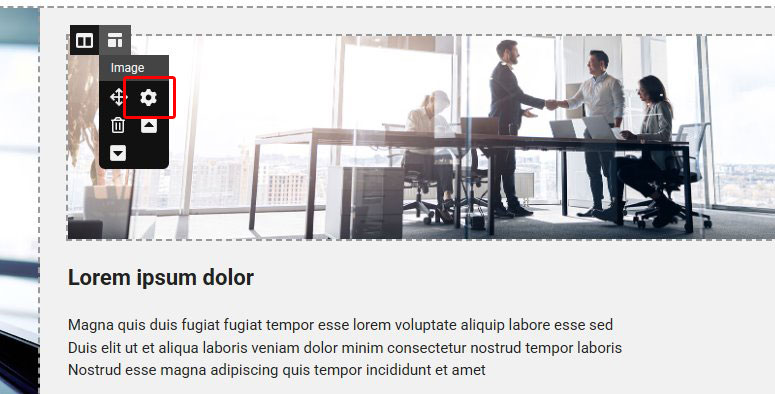 Image
Lorem ipsum dolor
Magna quis duis fugiat fugiat tempor esse lorem voluptate aliquip labore esse sed
Duis elit ut et aliqua laboris veniam dolor minim consectetur nostrud tempor laboris
Nostrud esse magna adipiscing quis tempor incididunt et amet